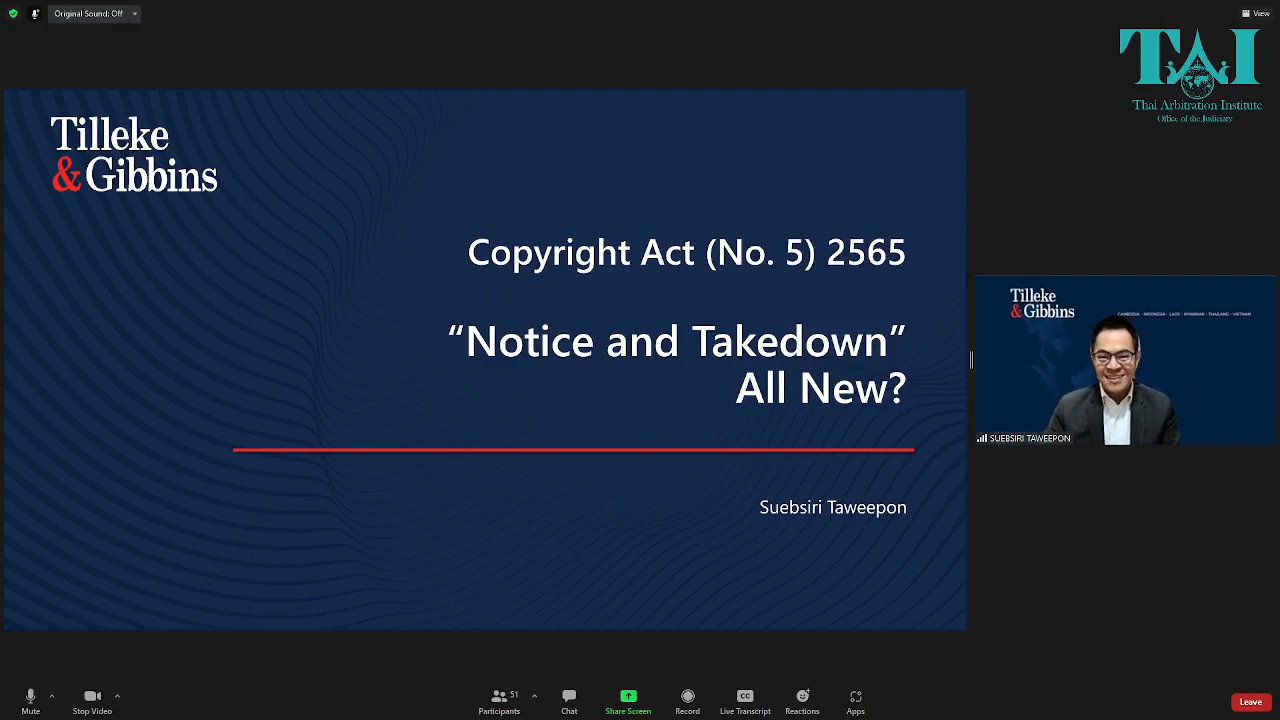 Original Sound: Off
View
TAI
Thai Arbitration Institute
Office of the Judiciary
Tilleke
& Gibbins
Copyright Act (No. 5) 2565
“Notice and Takedown”
All New?
Suebsiri Taweepon
Tilleke
& Gibbins
CAMBODIA · INDONESIA · LAOS · MYANMAR · THAILAND · VIETNAM
SUEBSIRI TAWEEPON
Mute
Stop Video
51
Participants
Chat
Share Screen
Record
CC
Live Transcript
Reactions
Apps
Leave